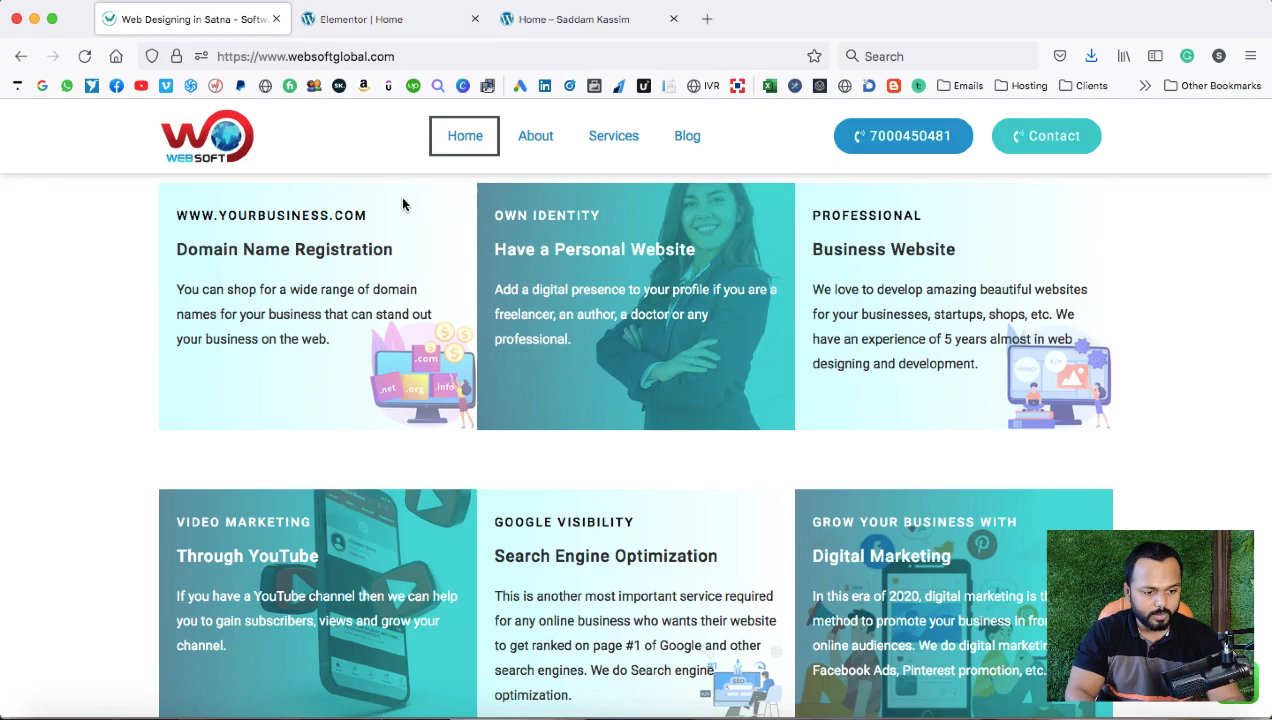 Web Designing in Satna - Softw
Elementor | Home
Home – Saddam Kassim
https://www.websoftglobal.com
Search
IVR
Emails
Hosting
Clients
Other Bookmarks
WEBSOFT
Home
About
Services
Blog
7000450481
Contact
WWW.YOURBUSINESS.COM
Domain Name Registration
You can shop for a wide range of domain
names for your business that can stand out
your business on the web.
.com
.net
.org
.info
OWN IDENTITY
Have a Personal Website
Add a digital presence to your profile if you are a
freelancer, an author, a doctor or any
professional.
PROFESSIONAL
Business Website
We love to develop amazing beautiful websites
for your businesses, startups, shops, etc. We
have an experience of 5 years almost in web
designing and development.
VIDEO MARKETING
Through YouTube
If you have a YouTube channel then we can help
you to gain subscribers, views and grow your
channel.
GOOGLE VISIBILITY
Search Engine Optimization
This is another most important service required
for any online business who wants their website
to get ranked on page #1 of Google and other
search engines. We do Search engine
optimization.
#1
SEO
GROW YOUR BUSINESS WITH
Digital Marketing
In this era of 2020, digital marketing is
method to promote your business in
online audiences. We do digital
Facebook Ads, Pinterest promotion, etc.